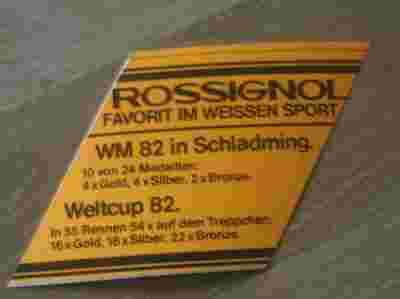 ROSSIGNOL
FAVORIT IM WEISSEN SPORT
WM 82 in Schladming.
10 von 24 Medaillen:
4 x Gold, 4 x Silber, 2 x Bronze.
Weltcup 82.
In 35 Rennen 54 x auf dem Treppchen:
16 x Gold, 16 x Silber, 22 x Bronze.